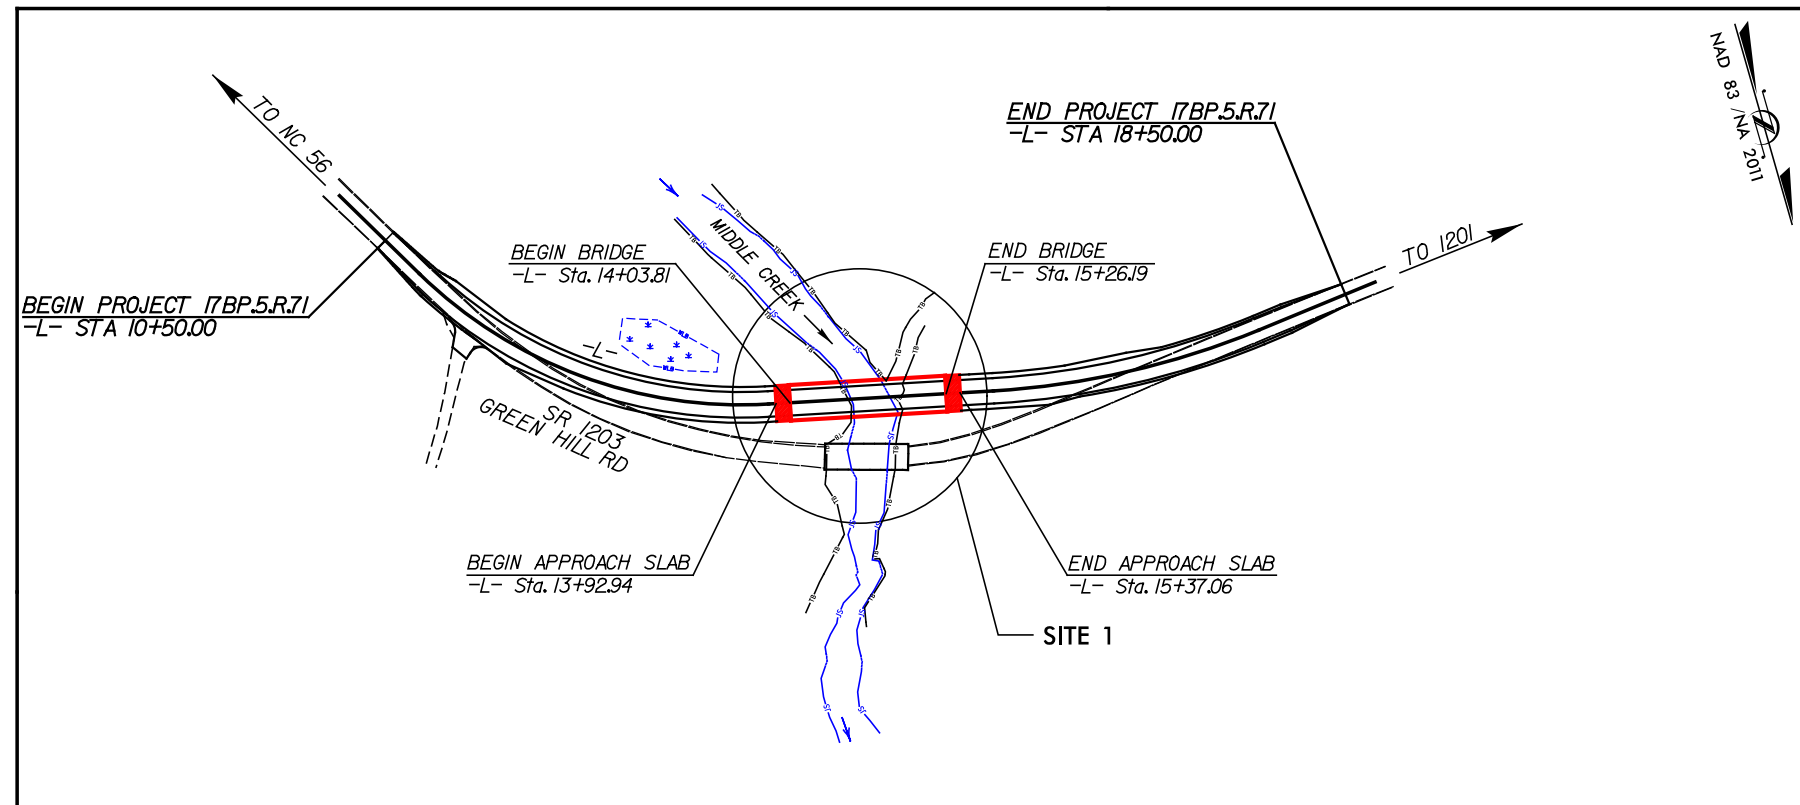 NAD 83 /NA 2011
TO NC 56
END PROJECT 17BP.5.R.71
-L- STA 18+50.00
MIDDLE CREEK
BEGIN BRIDGE
-L- Sta. 14+03.81
END BRIDGE
-L- Sta. 15+26.19
TO 1201
BEGIN PROJECT 17BP.5.R.71
-L- STA 10+50.00
-L-
WLB
WLB
SR 1203
GREEN HILL RD
BEGIN APPROACH SLAB
-L- Sta. 13+92.94
END APPROACH SLAB
-L- Sta. 15+37.06
SITE 1